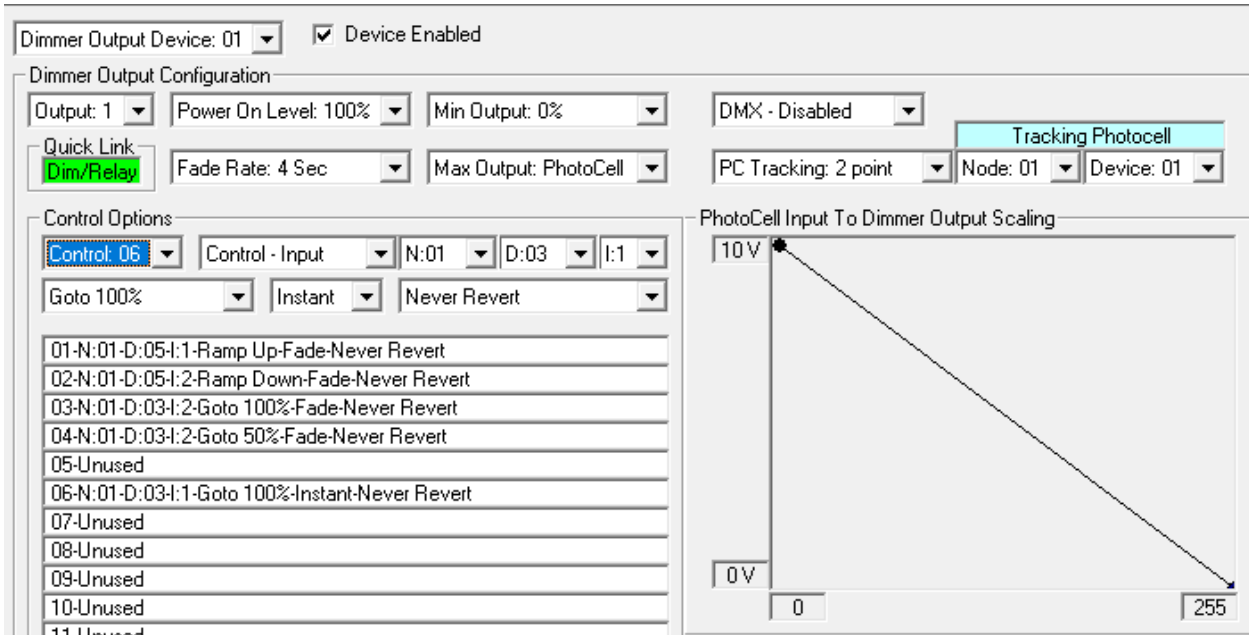 Dimmer Output Device: 01 Device Enabled
Dimmer Output Configuration
Output: 1 Power On Level: 100% Min Output: 0% DMX - Disabled
Quick Link Tracking Photocell
Dim/Relay Fade Rate: 4 Sec Max Output: PhotoCell PC Tracking: 2 point Node: 01 Device: 01
Control Options
Control: 06 Control - Input N:01 D:03 I:1
Goto 100% Instant Never Revert
01-N:01-D:05-I:1-Ramp Up-Fade-Never Revert
02-N:01-D:05-I:2-Ramp Down-Fade-Never Revert
03-N:01-D:03-I:2-Goto 100%-Fade-Never Revert
04-N:01-D:03-I:2-Goto 50%-Fade-Never Revert
05-Unused
06-N:01-D:03-I:1-Goto 100%-Instant-Never Revert
07-Unused
08-Unused
09-Unused
10-Unused
11-Unused
PhotoCell Input To Dimmer Output Scaling
10 V
0 V
0 255